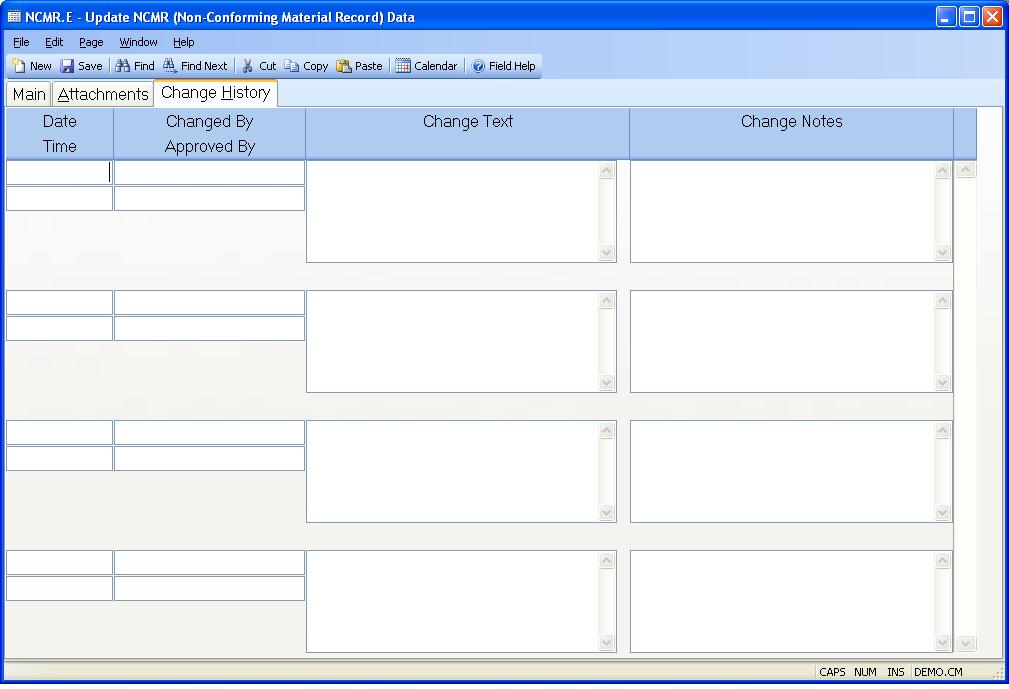 NCMR.E - Update NCMR (Non-Conforming Material Record) Data
File Edit Page Window Help
New Save Find Find Next Cut Copy Paste Calendar Field Help
Main Attachments Change History
Date Changed By Change Text Change Notes
Time Approved By
CAPS NUM INS DEMO.CM